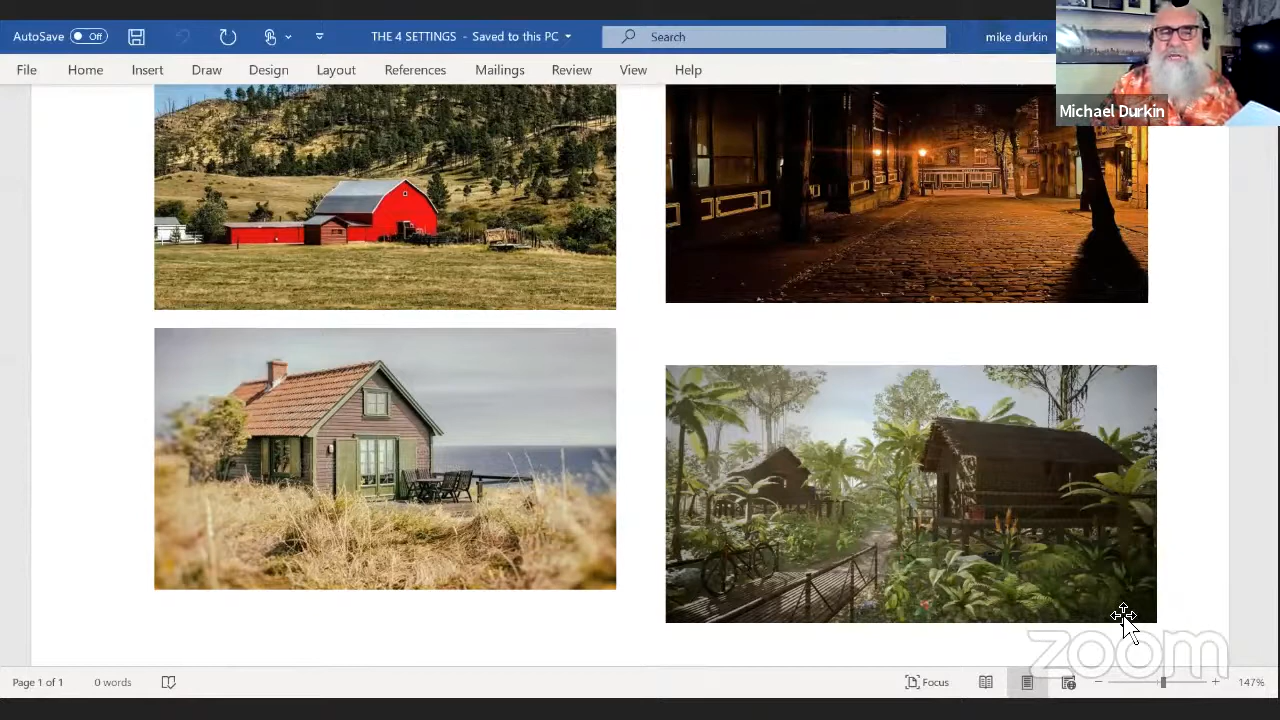 AutoSave Off THE 4 SETTINGS - Saved to this PC Search mike durkin
File Home Insert Draw Design Layout References Mailings Review View Help
Michael Durkin
zoom
Page 1 of 1 0 words Focus 147%